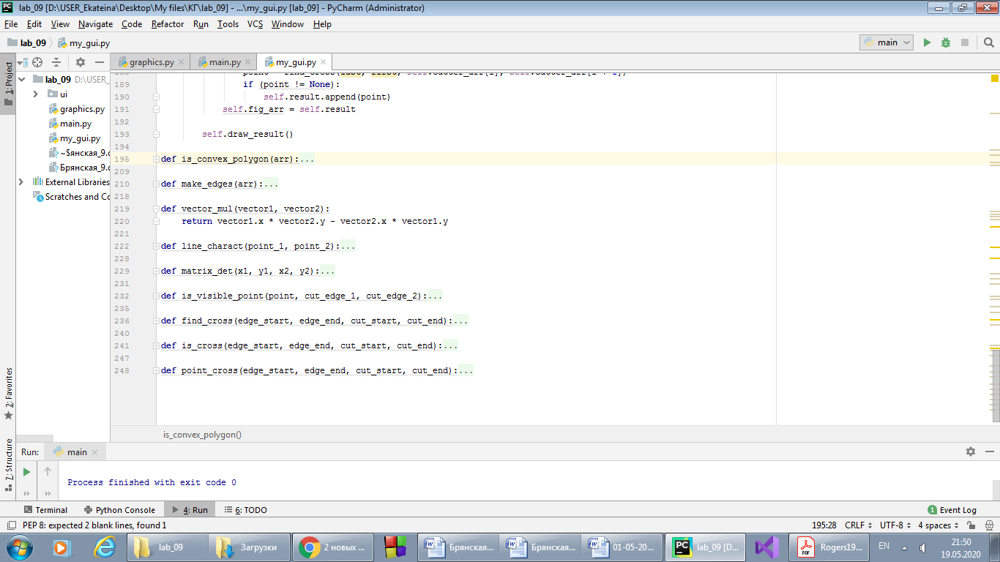 lab_09 [D:\USER_Ekateina\Desktop\My files\КГ\lab_09] - ...\my_gui.py [lab_09] - PyCharm (Administrator)
File Edit View Navigate Code Refactor Run Tools VCS Window Help
lab_09 my_gui.py main
1: Project
graphics.py main.py my_gui.py
lab_09 D:\USER_
ui
graphics.py
main.py
my_gui.py
~$янская_9.
Брянская_9.
External Libraries
Scratches and Co
189 if (point != None):
190 self.result.append(point)
191 self.fig_arr = self.result
192
193 self.draw_result()
194
195 def is_convex_polygon(arr):...
209
210 def make_edges(arr):...
218
219 def vector_mul(vector1, vector2):
220 return vector1.x * vector2.y - vector2.x * vector1.y
221
222 def line_charact(point_1, point_2):...
228
229 def matrix_det(x1, y1, x2, y2):...
231
232 def is_visible_point(point, cut_edge_1, cut_edge_2):...
235
236 def find_cross(edge_start, edge_end, cut_start, cut_end):...
240
241 def is_cross(edge_start, edge_end, cut_start, cut_end):...
247
248 def point_cross(edge_start, edge_end, cut_start, cut_end):...
is_convex_polygon()
2: Favorites
7: Structure
Run: main
Process finished with exit code 0
Terminal Python Console 4: Run 6: TODO 1 Event Log
PEP 8: expected 2 blank lines, found 1 195:28 CRLF UTF-8 4 spaces
lab_09 Загрузки 2 новых ... Брянская... Брянская... 01-05-20... lab_09 [D... Rogers19... EN 21:50
19.05.2020